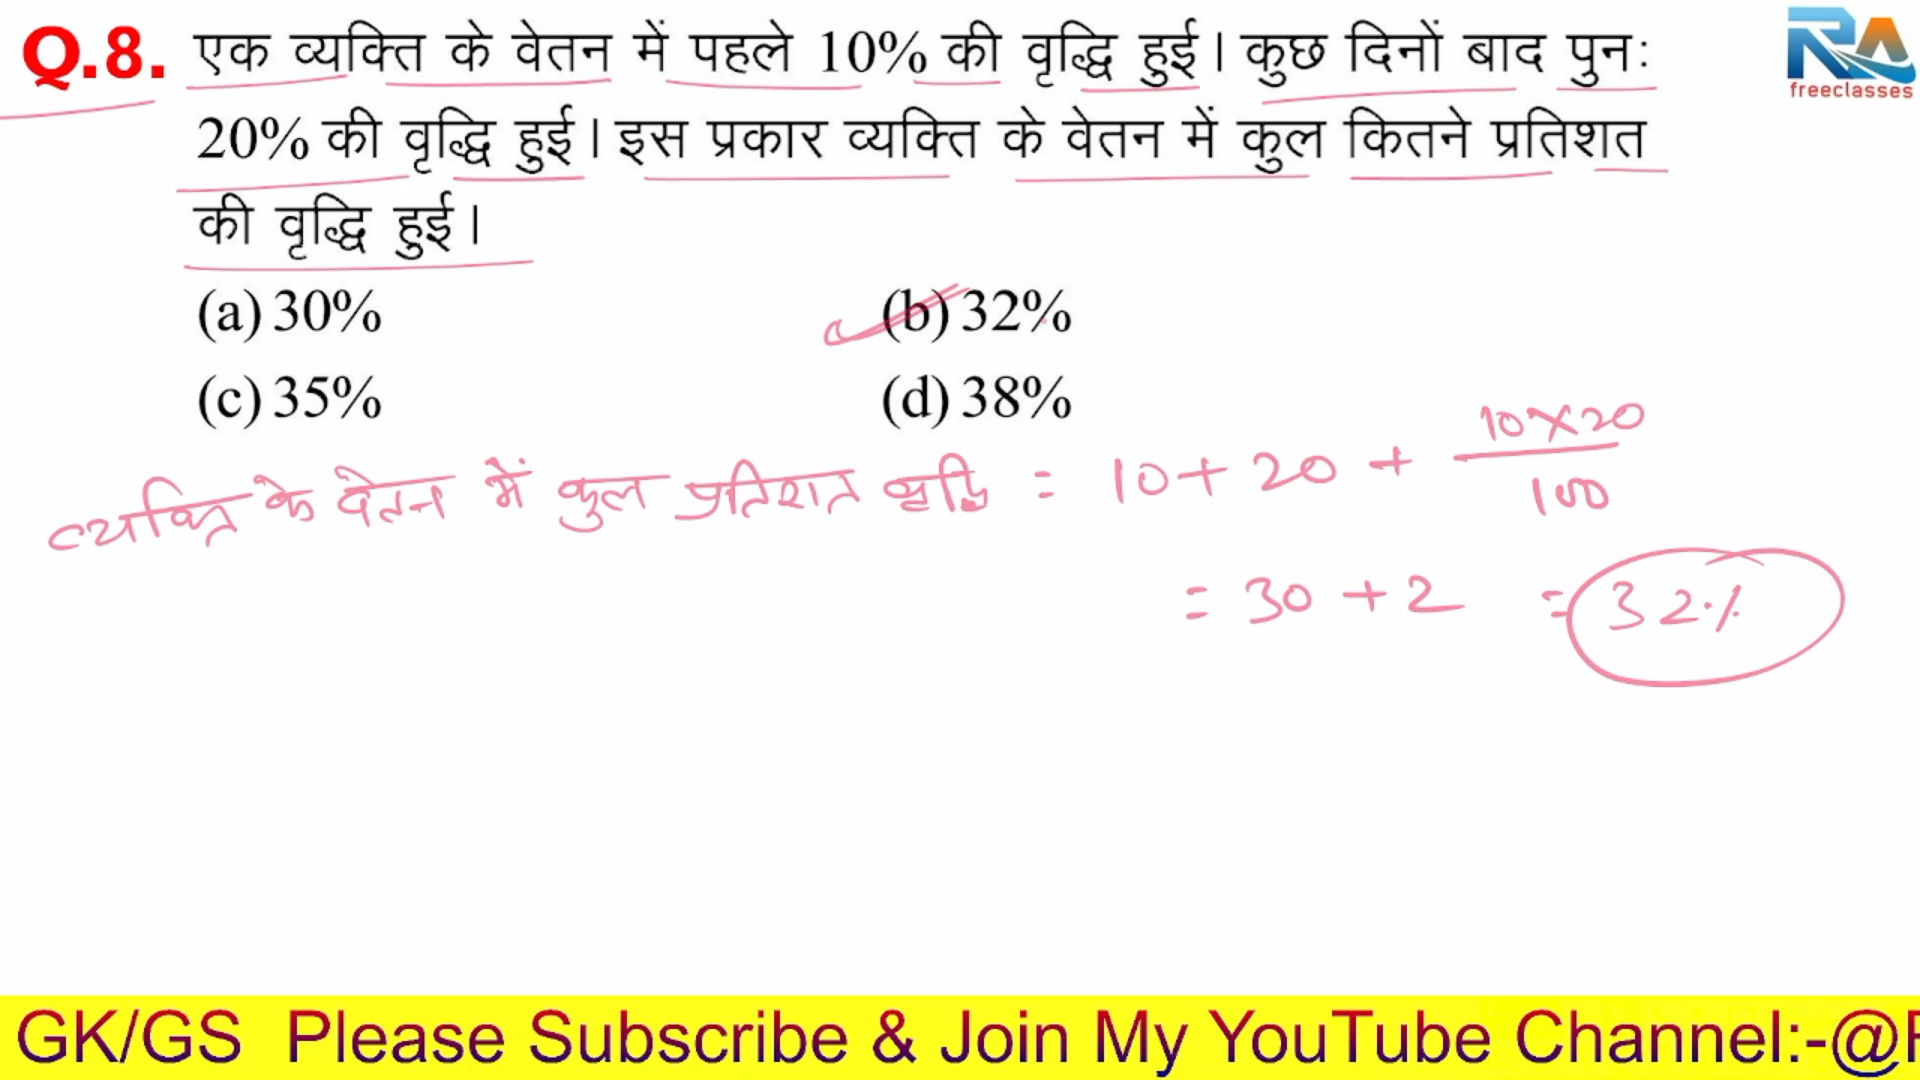 Q.8. एक व्यक्ति के वेतन में पहले 10% की वृद्धि हुई। कुछ दिनों बाद पुनः
20% की वृद्धि हुई। इस प्रकार व्यक्ति के वेतन में कुल कितने प्रतिशत
की वृद्धि हुई।
(a) 30% (b) 32%
(c) 35% (d) 38%
व्यक्ति के वेतन में कुल प्रतिशत वृद्धि = 10 + 20 + 10×20/100
= 30 + 2 = 32%
RA
freeclasses
GK/GS Please Subscribe & Join My YouTube Channel:-@